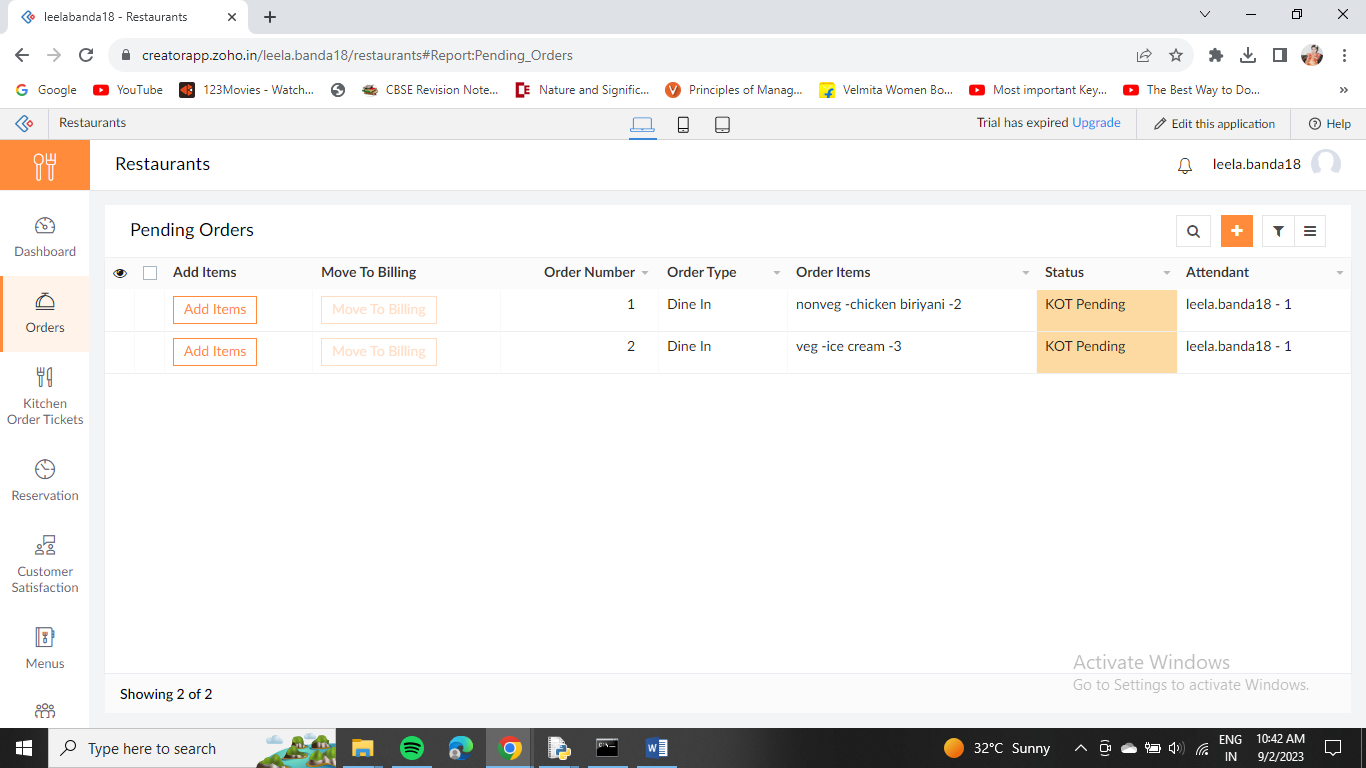 leelabanda18 - Restaurants
creatorapp.zoho.in/leela.banda18/restaurants#Report:Pending_Orders
Google YouTube 123Movies - Watch... CBSE Revision Note... Nature and Signific... Principles of Manag... Velmita Women Bo... Most important Key... The Best Way to Do... »
Restaurants Trial has expired Upgrade Edit this application Help
Restaurants leela.banda18
Dashboard
Orders
Kitchen
Order Tickets
Reservation
Customer
Satisfaction
Menus
Pending Orders
Add Items Move To Billing Order Number Order Type Order Items Status Attendant
Add Items Move To Billing 1 Dine In nonveg -chicken biriyani -2 KOT Pending leela.banda18 - 1
Add Items Move To Billing 2 Dine In veg -ice cream -3 KOT Pending leela.banda18 - 1
Activate Windows
Go to Settings to activate Windows.
Showing 2 of 2
Type here to search
32°C Sunny
ENG
IN
10:42 AM
9/2/2023